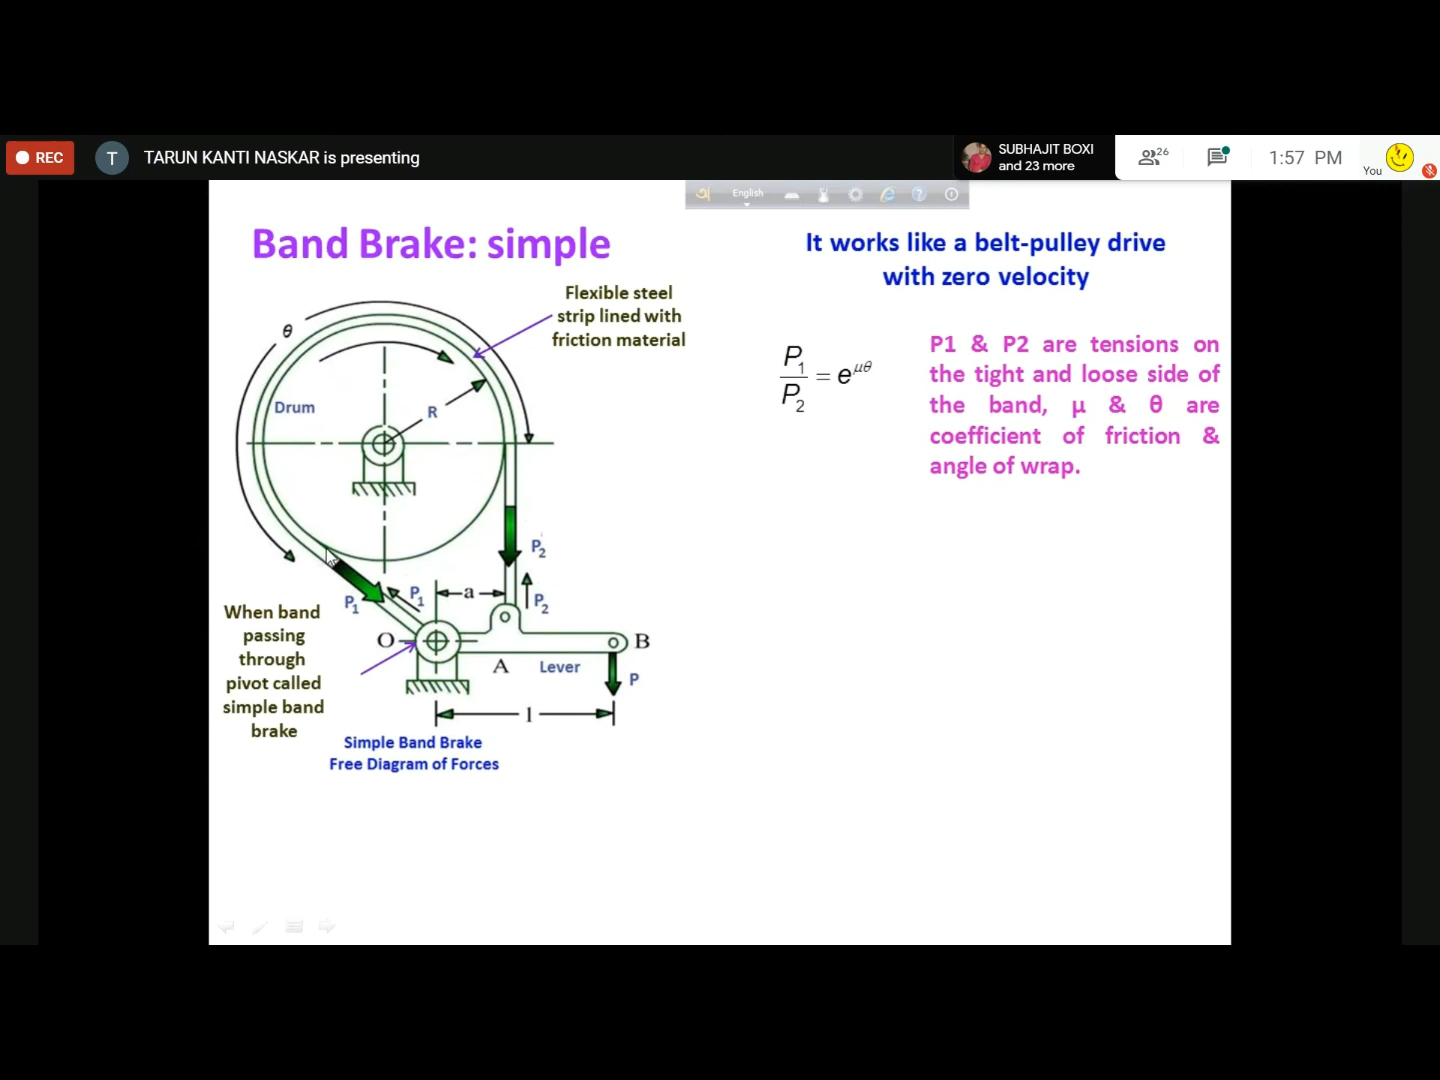 REC
T
TARUN KANTI NASKAR is presenting
SUBHAJIT BOXI
and 23 more
26
1:57 PM
You
English
Band Brake: simple
It works like a belt-pulley drive
with zero velocity
Flexible steel
strip lined with
friction material
θ
Drum
R
P1/P2 = e^μθ
P1 & P2 are tensions on
the tight and loose side of
the band, μ & θ are
coefficient of friction &
angle of wrap.
P2
P1
P1
a
P2
When band
passing
through
pivot called
simple band
brake
O
B
A
Lever
P
l
Simple Band Brake
Free Diagram of Forces